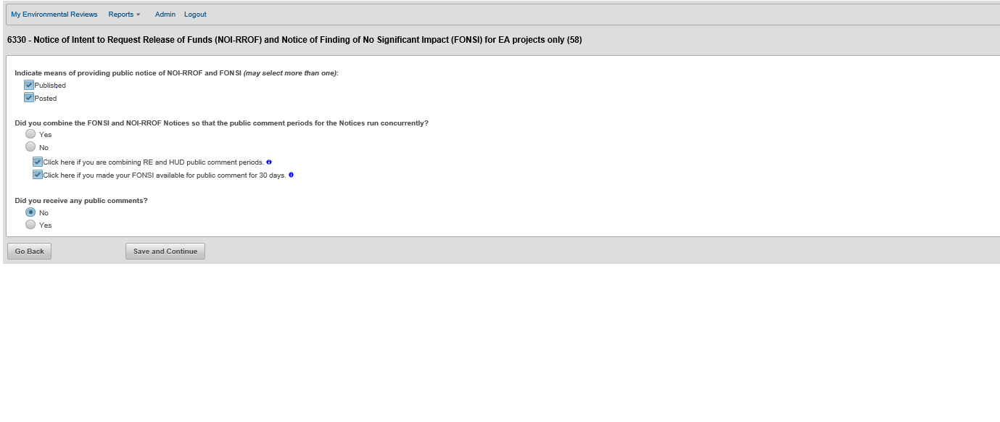 My Environmental Reviews Reports Admin Logout
6330 - Notice of Intent to Request Release of Funds (NOI-RROF) and Notice of Finding of No Significant Impact (FONSI) for EA projects only (58)
Indicate means of providing public notice of NOI-RROF and FONSI (may select more than one):
Published
Posted
Did you combine the FONSI and NOI-RROF Notices so that the public comment periods for the Notices run concurrently?
Yes
No
Click here if you are combining RE and HUD public comment periods.
Click here if you made your FONSI available for public comment for 30 days.
Did you receive any public comments?
No
Yes
Go Back Save and Continue